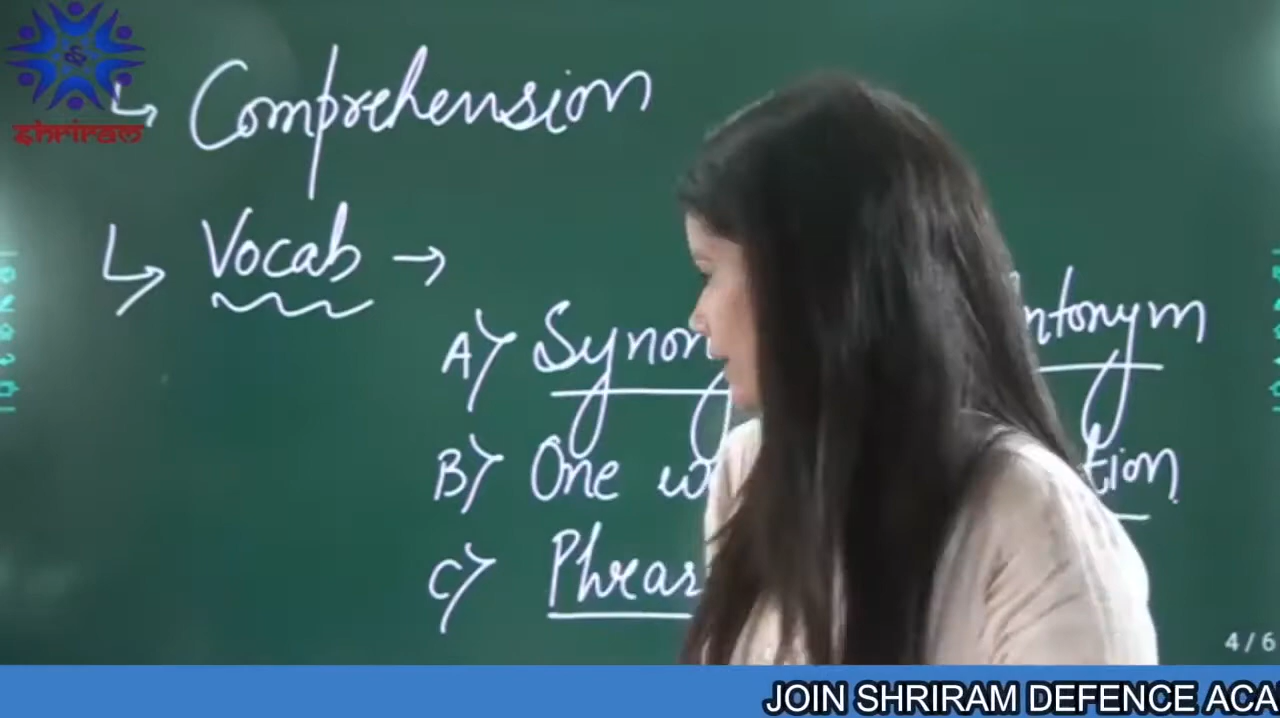 shriram
↳ Comprehension
↳ Vocab →
A) Synon ntonym
B) One w tion
C) Phras
4/6
JOIN SHRIRAM DEFENCE ACA